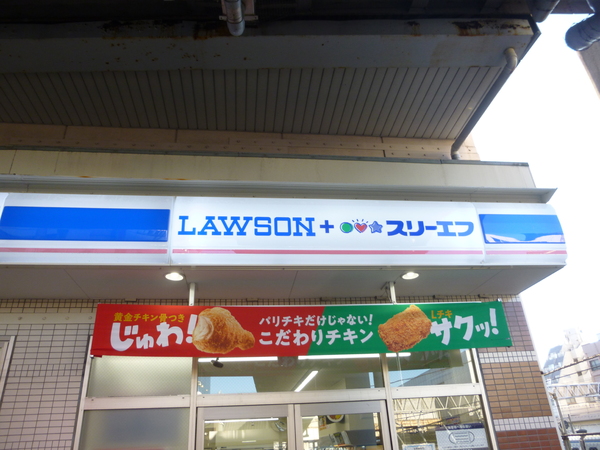 LAWSON + スリーエフ
黄金チキン骨つき
じゅわ!
パリチキだけじゃない!
こだわりチキン
Lチキ
サクッ!